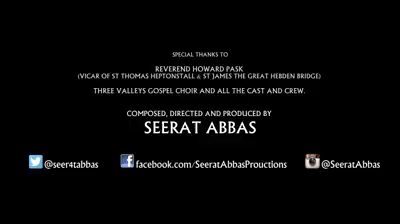 SPECIAL THANKS TO
REVEREND HOWARD PASK
(VICAR OF ST THOMAS HEPTONSTALL & ST JAMES THE GREAT HEBDEN BRIDGE)
THREE VALLEYS GOSPEL CHOIR AND ALL THE CAST AND CREW.
COMPOSED, DIRECTED AND PRODUCED BY
SEERAT ABBAS
@seer4tabbas facebook.com/SeeratAbbasProuctions @SeeratAbbas